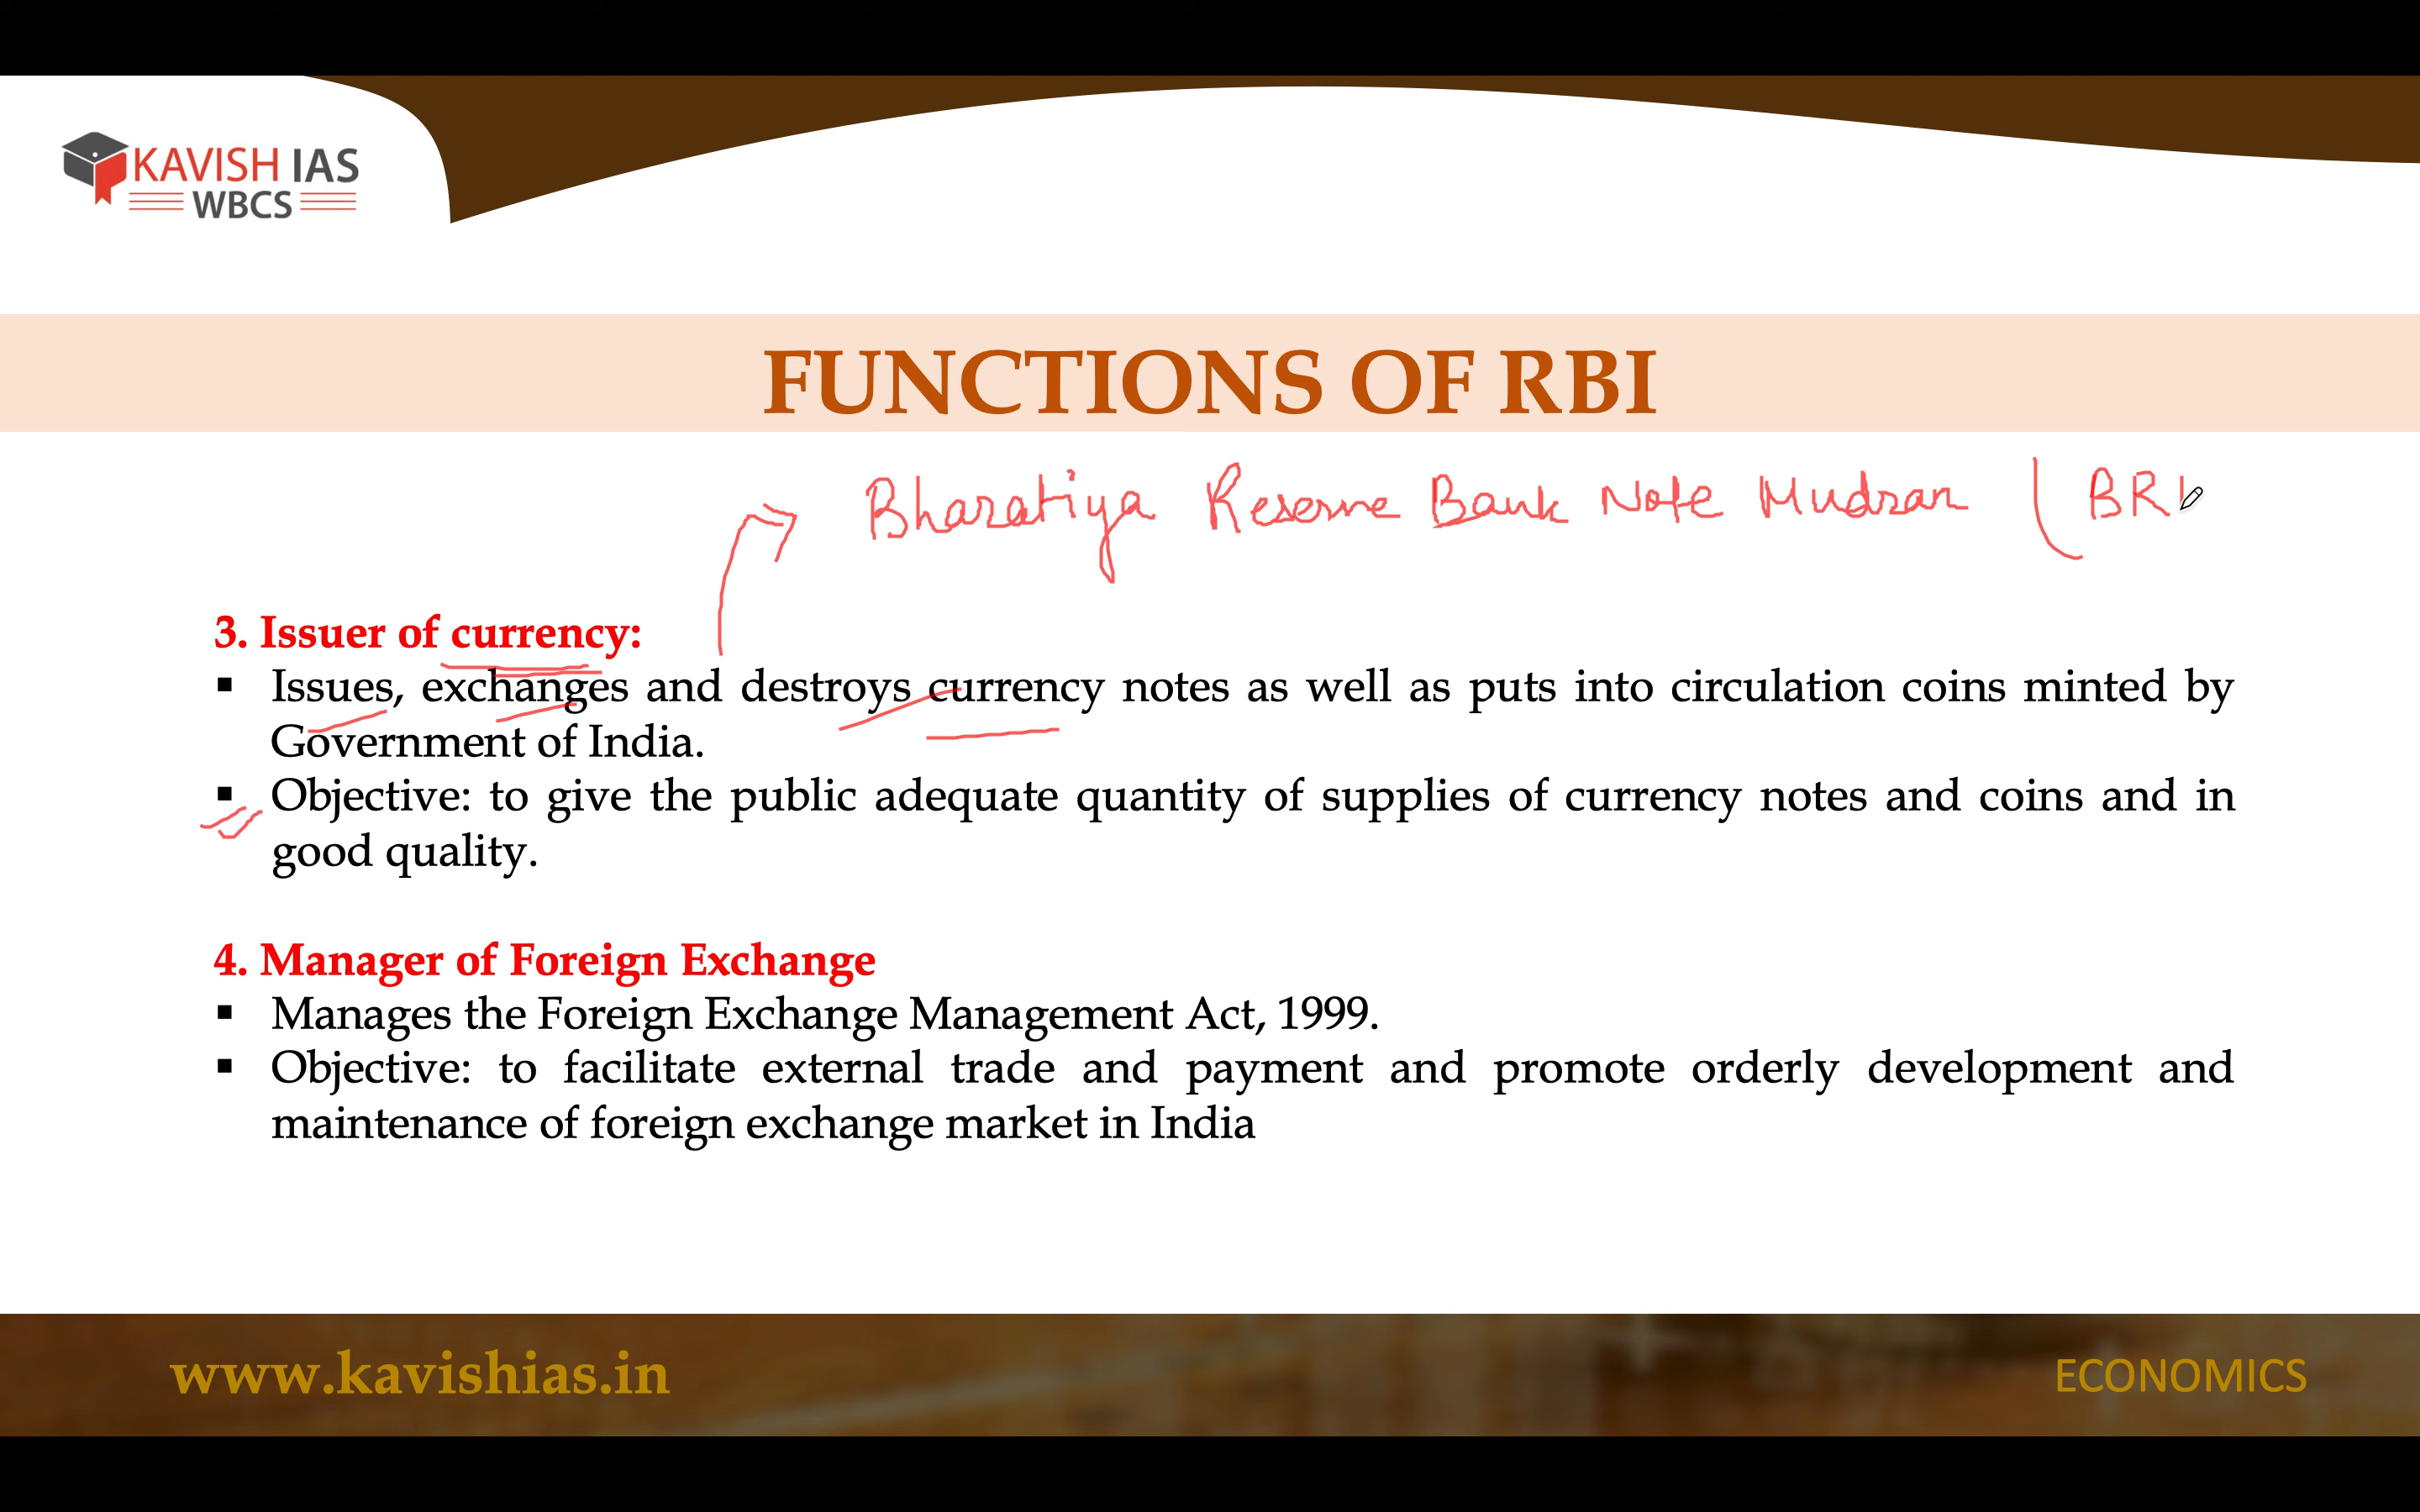 KAVISH IAS
WBCS
FUNCTIONS OF RBI
Bharatiya Reserve Bank Note Mudran (BR
3. Issuer of currency:
▪ Issues, exchanges and destroys currency notes as well as puts into circulation coins minted by
Government of India.
▪ Objective: to give the public adequate quantity of supplies of currency notes and coins and in
good quality.
4. Manager of Foreign Exchange
▪ Manages the Foreign Exchange Management Act, 1999.
▪ Objective: to facilitate external trade and payment and promote orderly development and
maintenance of foreign exchange market in India
www.kavishias.in
ECONOMICS